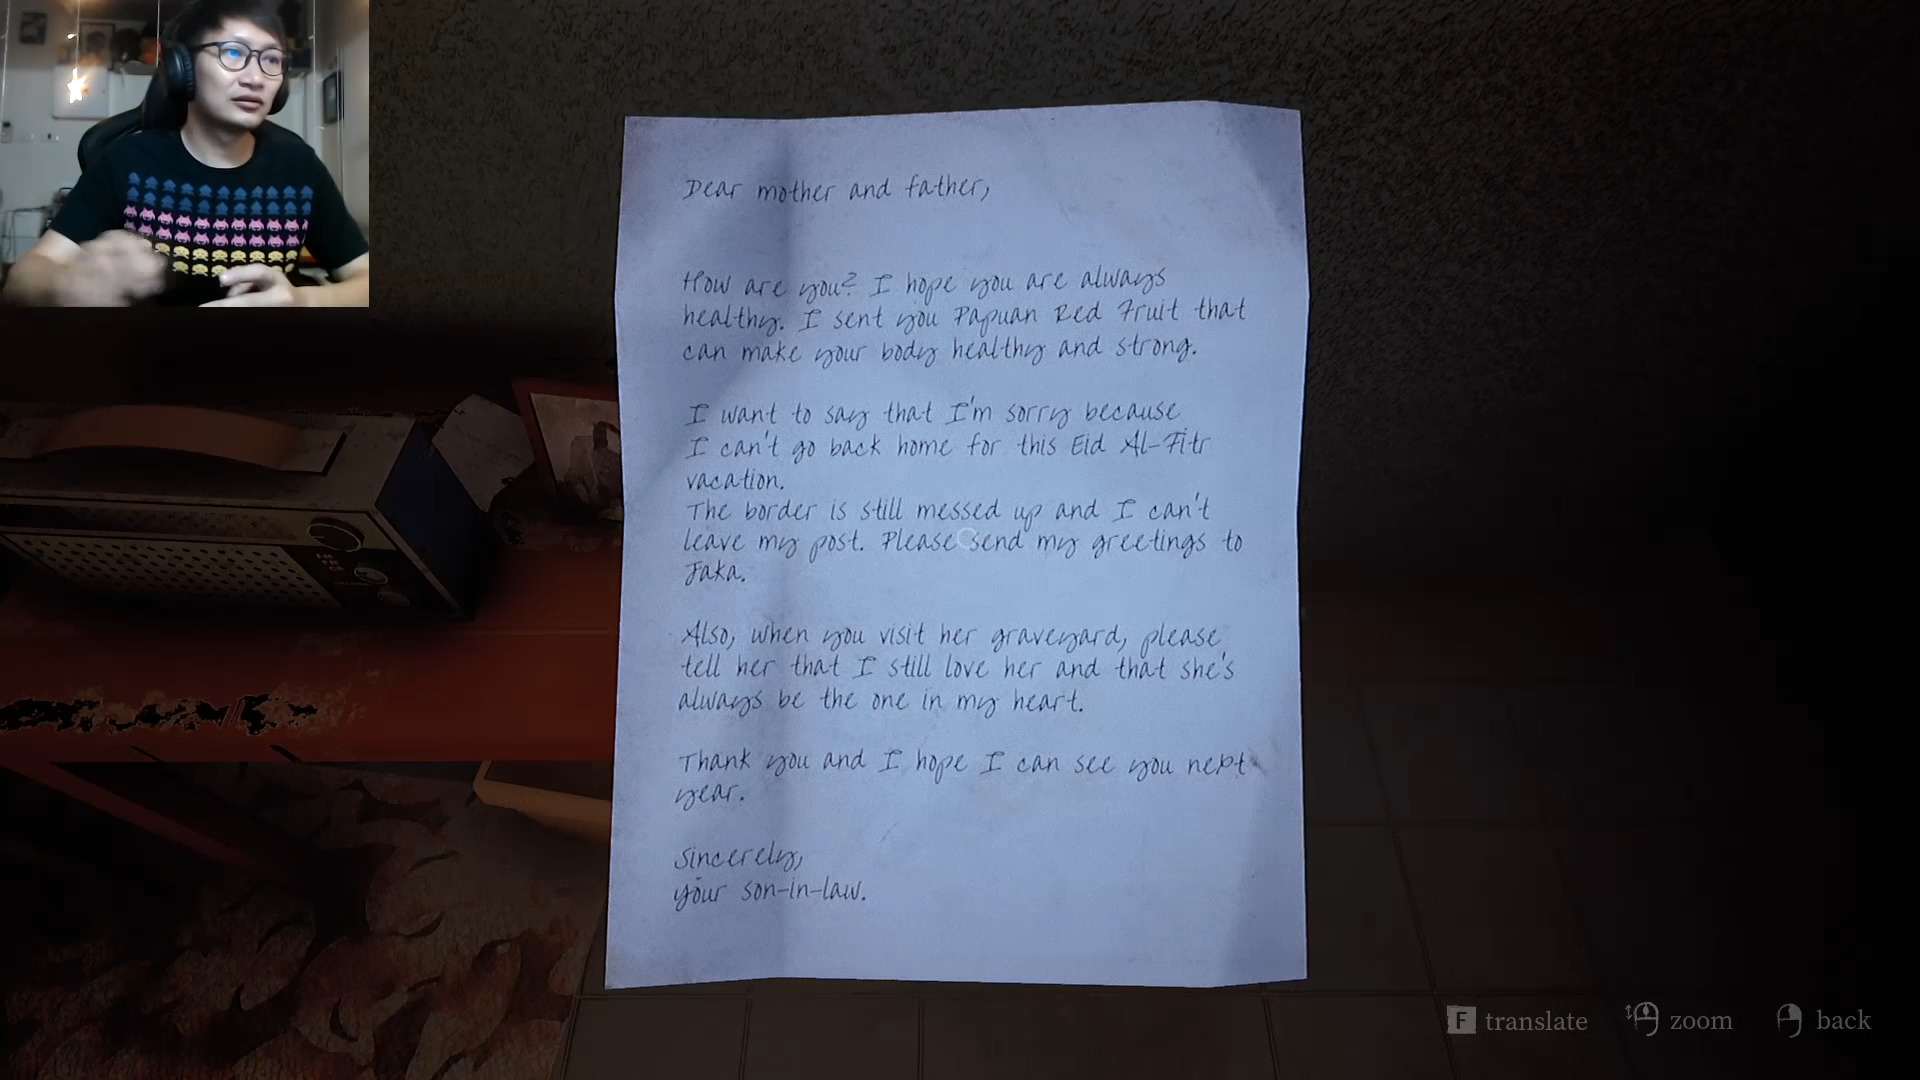 Dear mother and father,
How are you? I hope you are always
healthy. I sent you Papuan Red Fruit that
can make your body healthy and strong.
I want to say that I'm sorry because
I can't go back home for this Eid Al-Fitr
vacation.
The border is still messed up and I can't
leave my post. Please send my greetings to
Jaka.
Also, when you visit her graveyard, please
tell her that I still love her and that she's
always be the one in my heart.
Thank you and I hope I can see you next
year.
Sincerely,
your son-in-law.
F translate zoom back